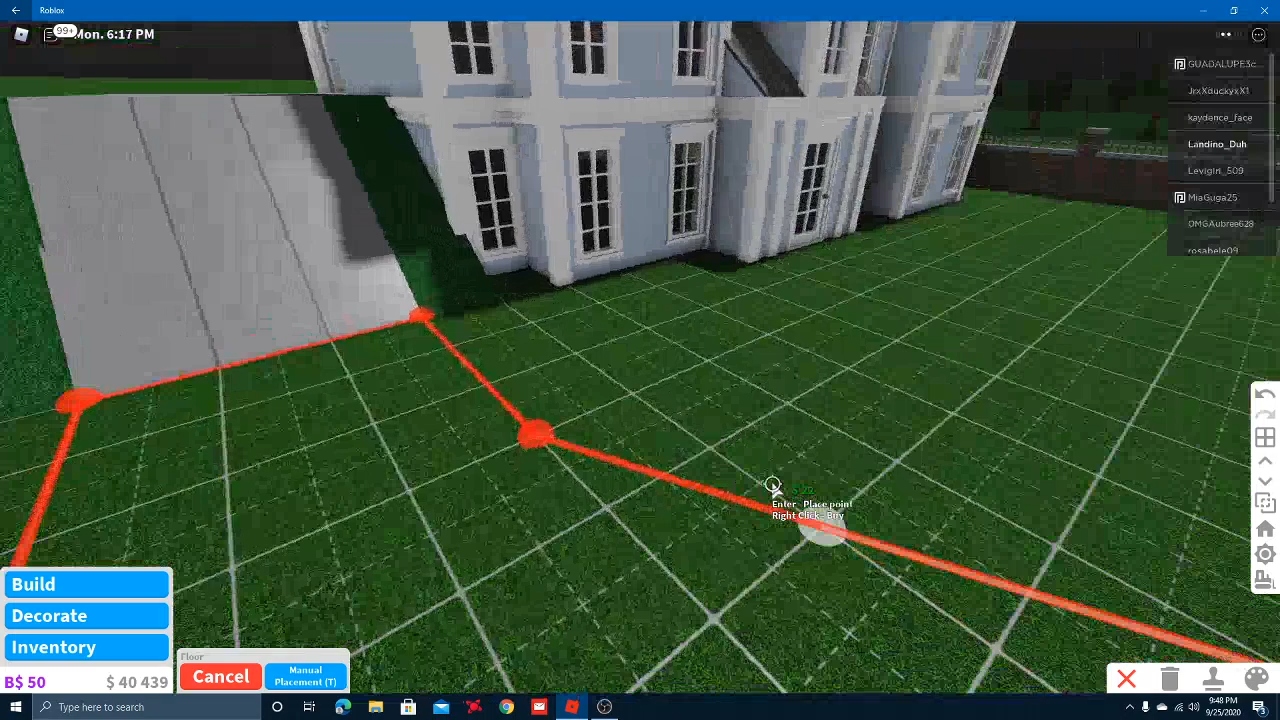 Roblox
99+
Mon. 6:17 PM
GUADALUPE3c
JrxXduckyxX1
kaydence_face
Landino_Duh
Levigirl_509
MiaGuga25
OMGAubree628
rosabele09
Enter - Place point
Right Click - Buy
Build
Decorate
Inventory
B$ 50
$ 40 439
Floor
Cancel
Manual
Placement (T)
Type here to search
9:48 PM
9/25/2020